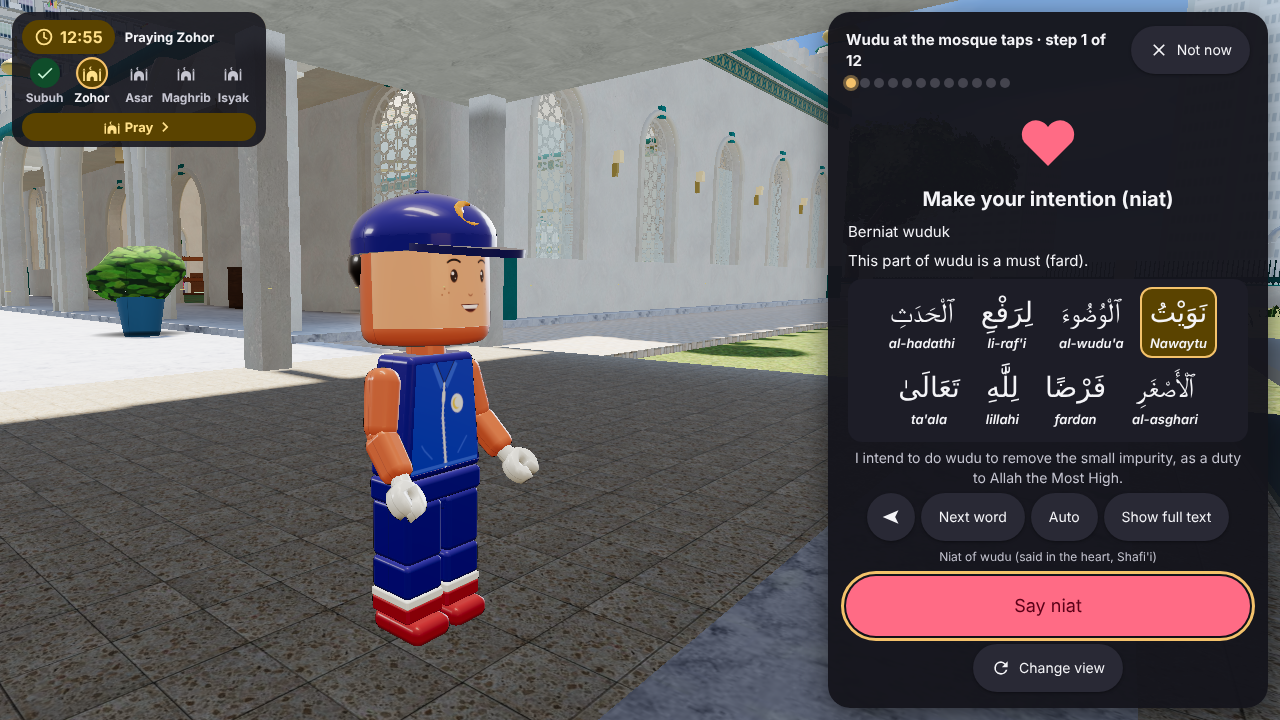 12:55 Praying Zohor
Subuh Zohor Asar Maghrib Isyak
Pray
Wudu at the mosque taps · step 1 of
12
Not now
Make your intention (niat)
Berniat wuduk
This part of wudu is a must (fard).
نَوَيْتُ ٱلْوُضُوءَ لِرَفْعِ ٱلْحَدَثِ
al-hadathi li-raf'i al-wudu'a Nawaytu
ٱلْأَصْغَرِ فَرْضًا لِلَّٰهِ تَعَالَىٰ
ta'ala lillahi fardan al-asghari
I intend to do wudu to remove the small impurity, as a duty
to Allah the Most High.
Next word Auto Show full text
Niat of wudu (said in the heart, Shafi'i)
Say niat
Change view